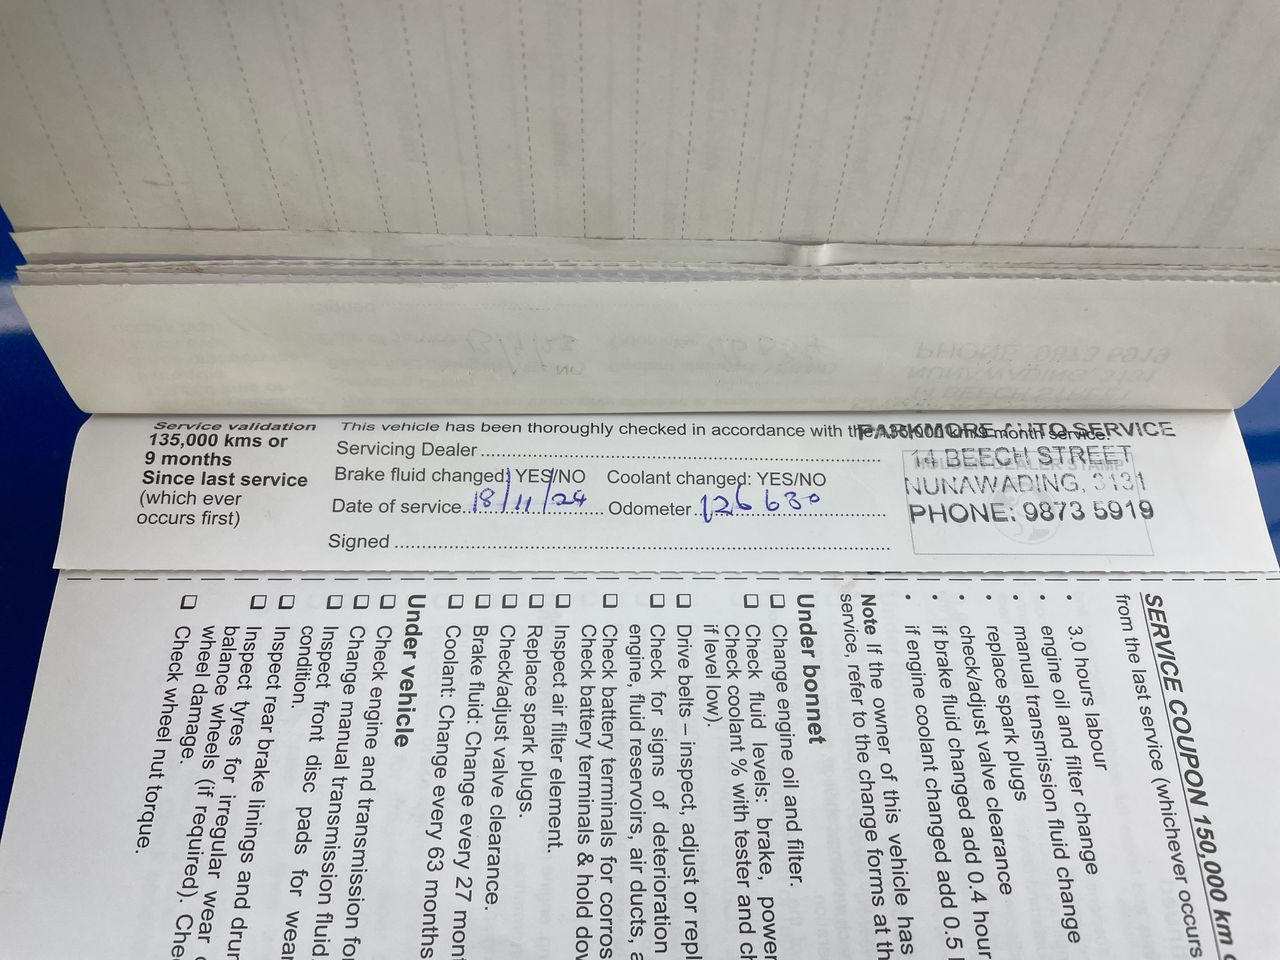 Service validation
135,000 kms or
9 months
Since last service
(which ever
occurs first)
This vehicle has been thoroughly checked in accordance with the 135,000 km/9 month service.
Servicing Dealer
Brake fluid changed: YES/NO Coolant changed: YES/NO
Date of service 18/11/24 Odometer 126 630
Signed
PARKMORE AUTO SERVICE
14 BEECH STREET
NUNAWADING, 3131
PHONE: 9873 5919
SERVICE COUPON 150,000 km
from the last service (whichever occurs
• 3.0 hours labour
• engine oil and filter change
• manual transmission fluid change
• replace spark plugs
• check/adjust valve clearance
• if brake fluid changed add 0.4 hour
• if engine coolant changed add 0.5
Note If the owner of this vehicle has
service, refer to the change forms at th
Under bonnet
❏ Change engine oil and filter.
❏ Check fluid levels: brake, power
Check coolant % with tester and ch
if level low).
❏ Drive belts – inspect, adjust or repl
❏ Check for signs of deterioration
engine, fluid reservoirs, air ducts, a
❏ Check battery terminals for corros
Check battery terminals & hold dow
❏ Inspect air filter element.
❏ Replace spark plugs.
❏ Check/adjust valve clearance.
❏ Brake fluid: Change every 27 mont
❏ Coolant: Change every 63 months
Under vehicle
❏ Check engine and transmission fo
❏ Change manual transmission fluid.
❏ Inspect front disc pads for wear
condition.
❏ Inspect rear brake linings and drum
❏ Inspect tyres for irregular wear
balance wheels (if required). Chec
wheel damage.
❏ Check wheel nut torque.